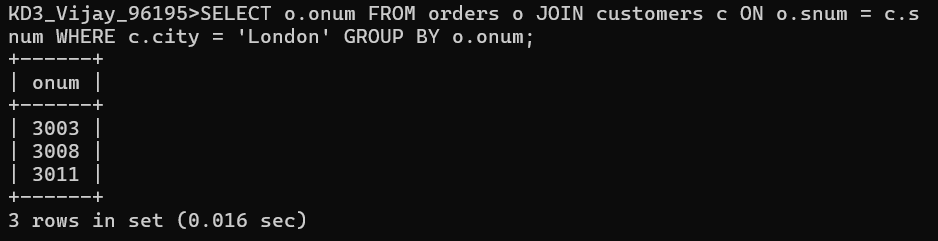 KD3_Vijay_96195>SELECT o.onum FROM orders o JOIN customers c ON o.snum = c.s
num WHERE c.city = 'London' GROUP BY o.onum;
+------+
| onum |
+------+
| 3003 |
| 3008 |
| 3011 |
+------+
3 rows in set (0.016 sec)